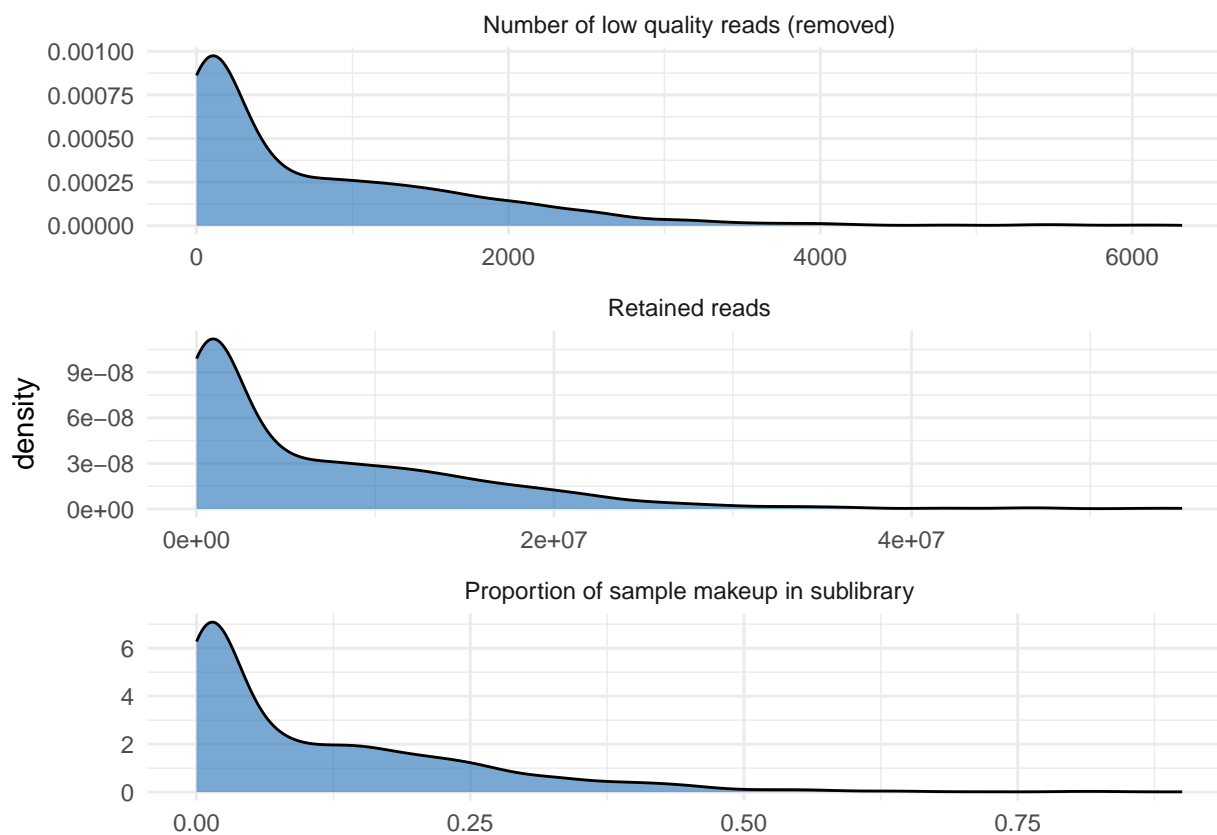 Number of low quality reads (removed)
0.00100
0.00075
0.00050
0.00025
0.00000
0 2000 4000 6000
Retained reads
9e−08
6e−08
3e−08
0e+00
0e+00 2e+07 4e+07
density
Proportion of sample makeup in sublibrary
6
4
2
0
0.00 0.25 0.50 0.75